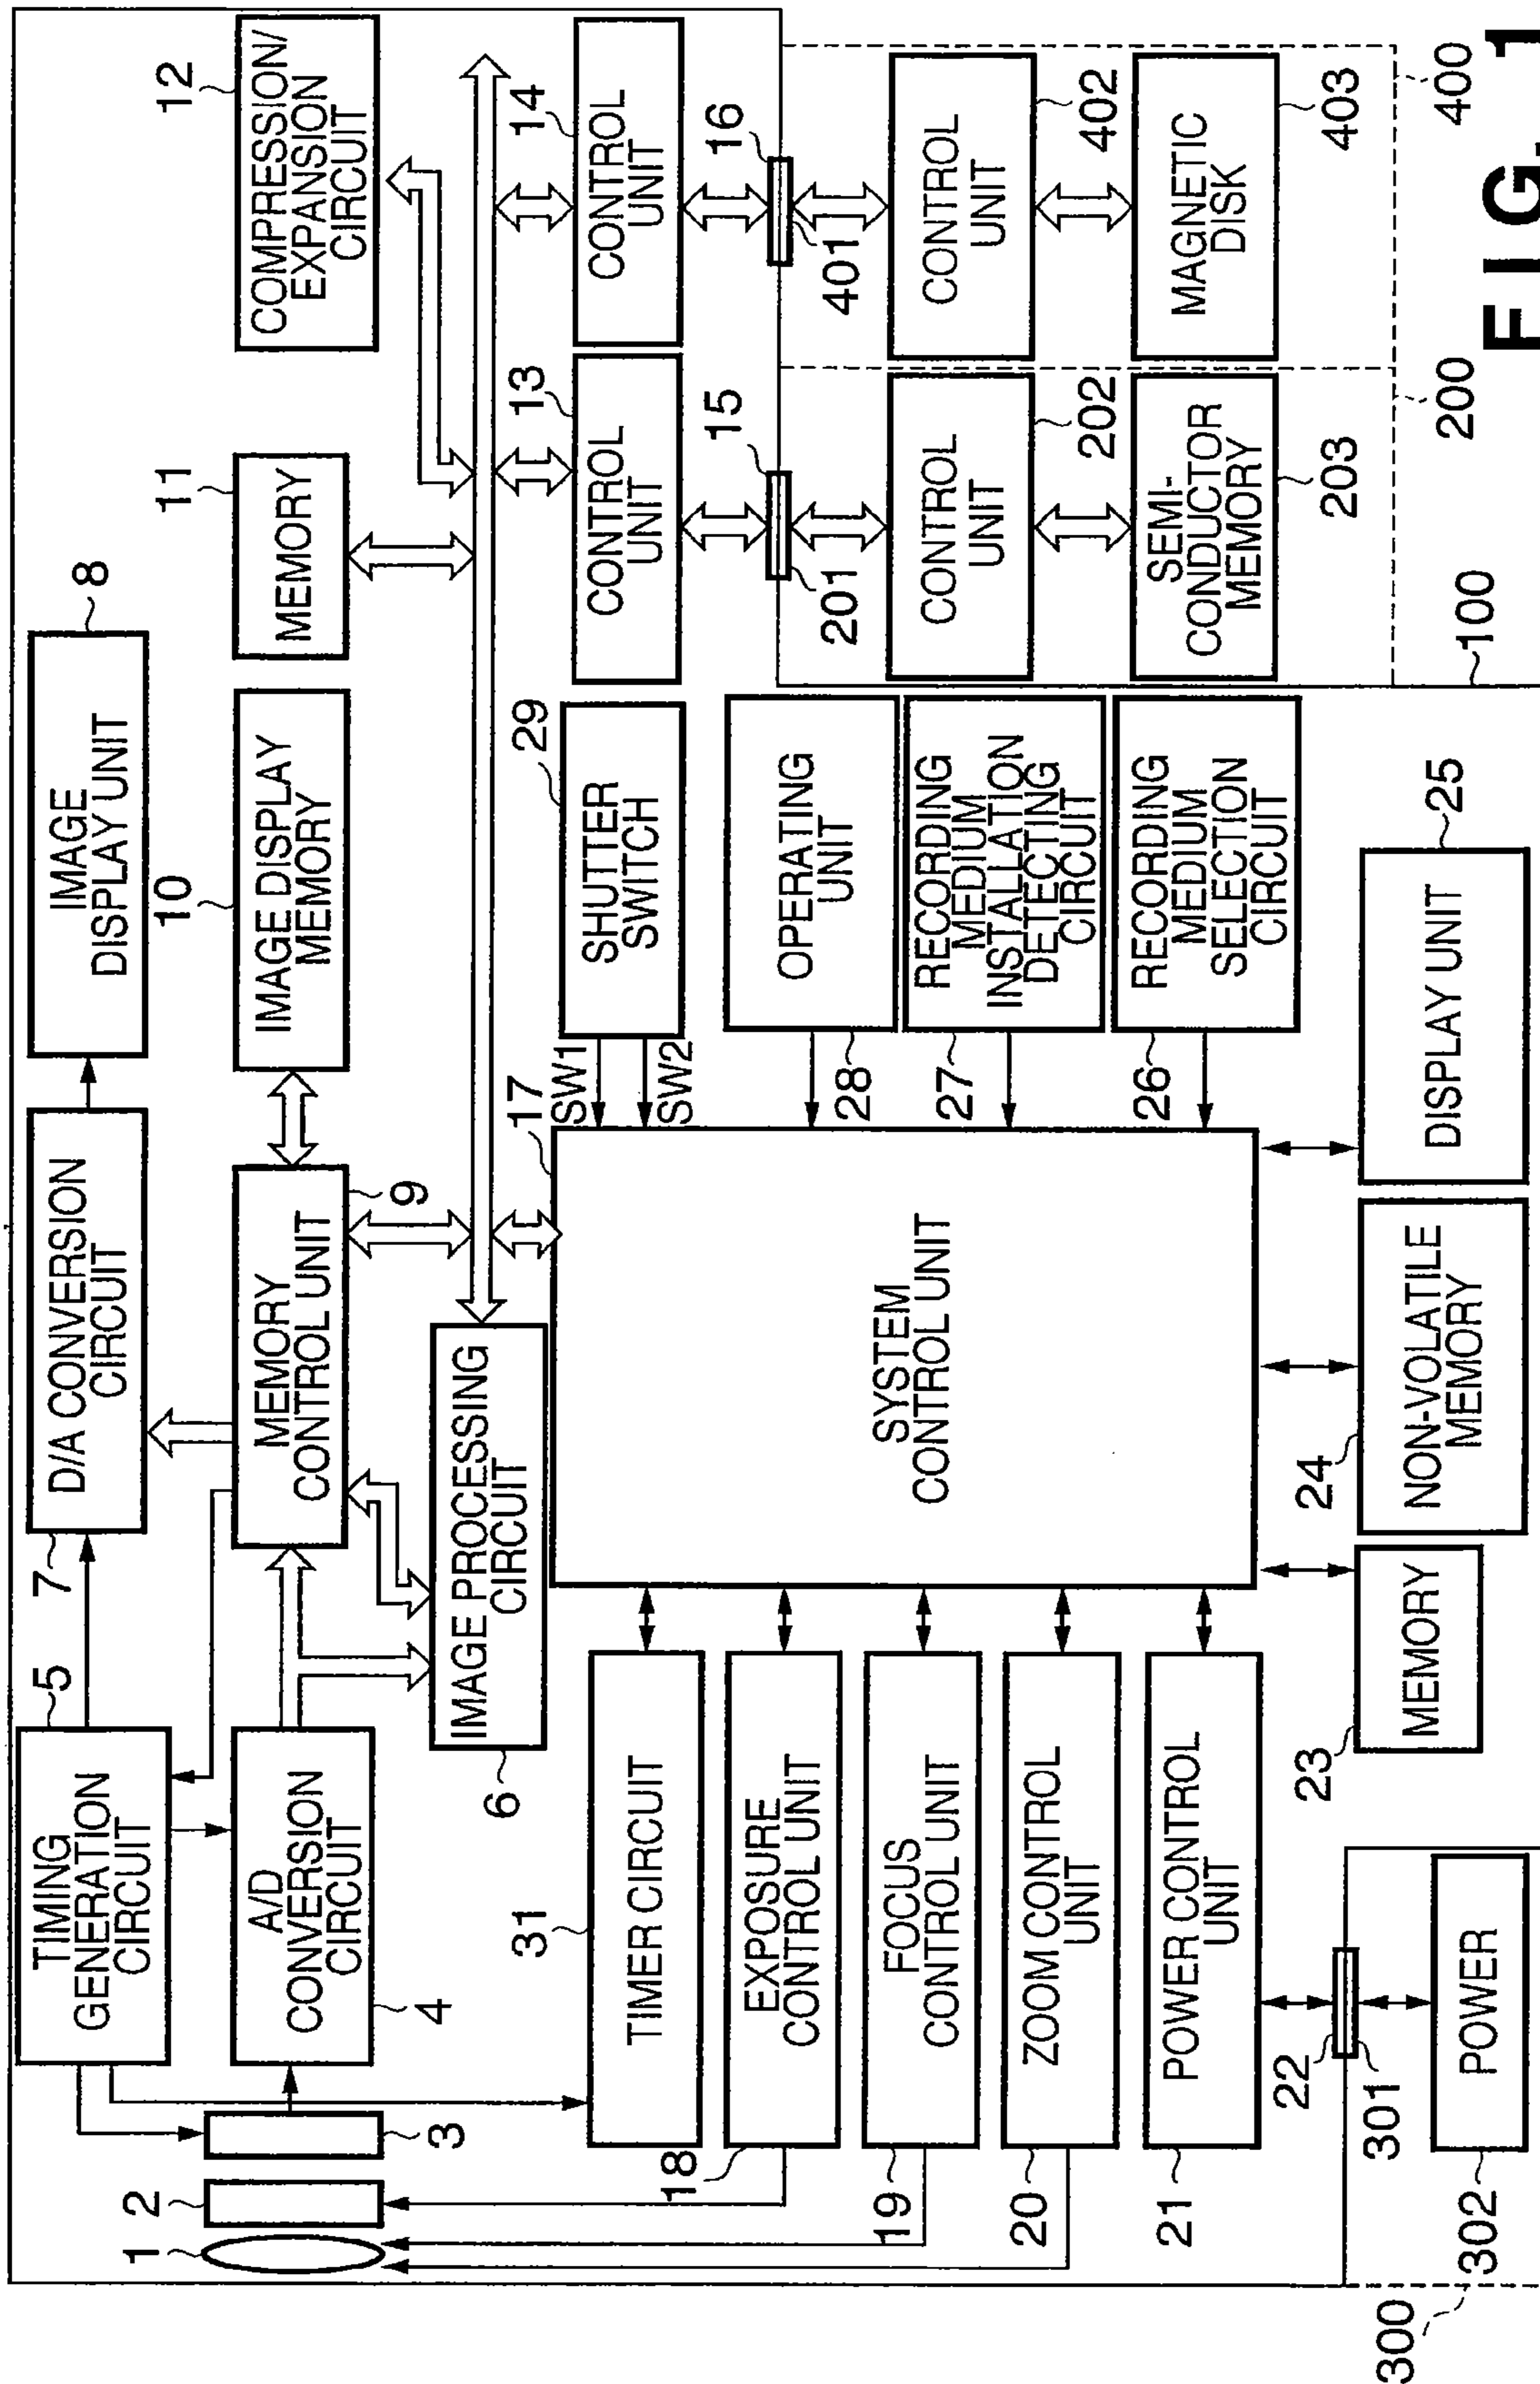 1
2
3
TIMING
GENERATION
CIRCUIT
5
A/D
CONVERSION
CIRCUIT
4
7
D/A CONVERSION
CIRCUIT
IMAGE
DISPLAY UNIT
8
MEMORY
CONTROL UNIT
9
10
IMAGE DISPLAY
MEMORY
11
MEMORY
12
COMPRESSION/
EXPANSION
CIRCUIT
IMAGE PROCESSING
CIRCUIT
6
31
TIMER CIRCUIT
18
EXPOSURE
CONTROL UNIT
19
FOCUS
CONTROL UNIT
20
ZOOM CONTROL
UNIT
21
POWER CONTROL
UNIT
17
SYSTEM
CONTROL UNIT
SW1
SW2
29
SHUTTER
SWITCH
OPERATING
UNIT
28
RECORDING
MEDIUM
INSTALLATION
DETECTING
CIRCUIT
27
RECORDING
MEDIUM
SELECTION
CIRCUIT
26
13
CONTROL
UNIT
14
CONTROL
UNIT
15
201
16
401
CONTROL
UNIT
202
CONTROL
UNIT
402
SEMI-
CONDUCTOR
MEMORY
203
MAGNETIC
DISK
403
200
400
100
22
301
POWER
302
300
23
MEMORY
24
NON-VOLATILE
MEMORY
DISPLAY UNIT
25
FIG. 1